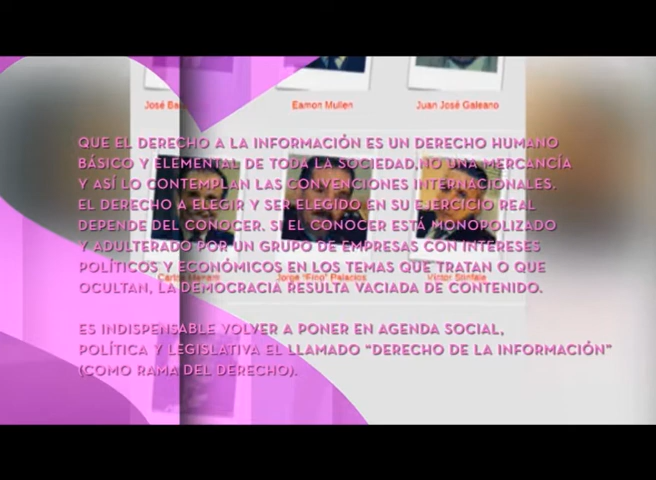 José Ba
Eamon Mullen
Juan José Galeano
QUE EL DERECHO A LA INFORMACIÓN ES UN DERECHO HUMANO
BÁSICO Y ELEMENTAL DE TODA LA SOCIEDAD, NO UNA MERCANCÍA
Y ASÍ LO CONTEMPLAN LAS CONVENCIONES INTERNACIONALES.
EL DERECHO A ELEGIR Y SER ELEGIDO EN SU EJERCICIO REAL
DEPENDE DEL CONOCER. SI EL CONOCER ESTÁ MONOPOLIZADO
Y ADULTERADO POR UN GRUPO DE EMPRESAS CON INTERESES
POLÍTICOS Y ECONÓMICOS EN LOS TEMAS QUE TRATAN O QUE
Jorge "Fino" Palacios
OCULTAN, LA DEMOCRACIA RESULTA VACIADA DE CONTENIDO.
ES INDISPENSABLE VOLVER A PONER EN AGENDA SOCIAL,
POLÍTICA Y LEGISLATIVA EL LLAMADO "DERECHO DE LA INFORMACIÓN"
(COMO RAMA DEL DERECHO).